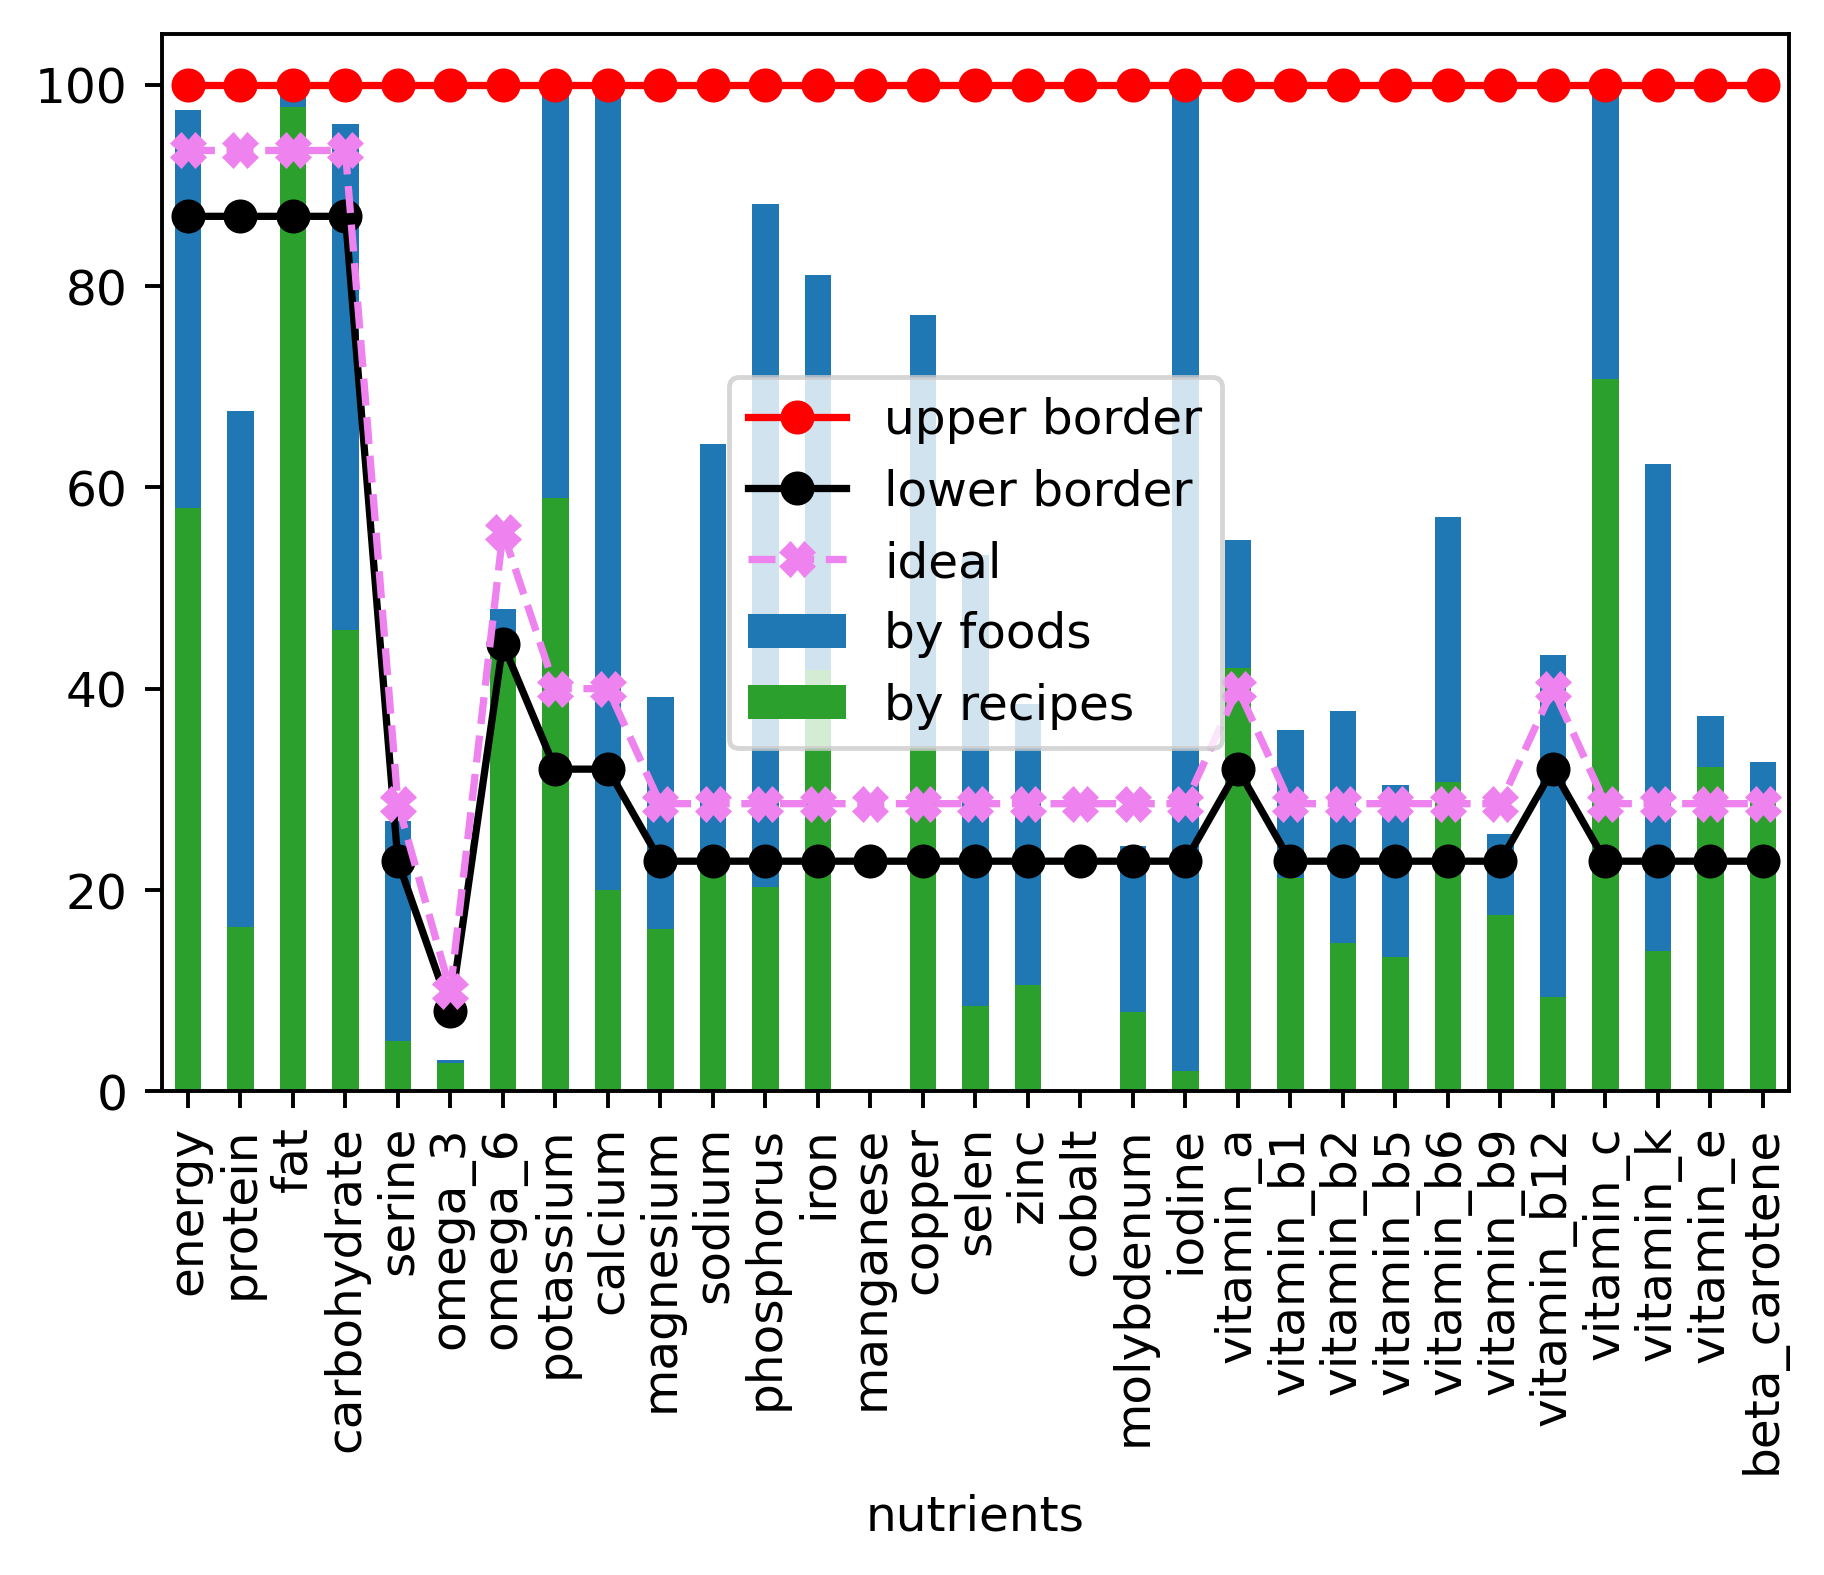 100
80
60
40
20
0
upper border
lower border
ideal
by foods
by recipes
energy
protein
fat
carbohydrate
serine
omega_3
omega_6
potassium
calcium
magnesium
sodium
phosphorus
iron
manganese
copper
selen
zinc
cobalt
molybdenum
iodine
vitamin_a
vitamin_b1
vitamin_b2
vitamin_b5
vitamin_b6
vitamin_b9
vitamin_b12
vitamin_c
vitamin_k
vitamin_e
beta_carotene
nutrients